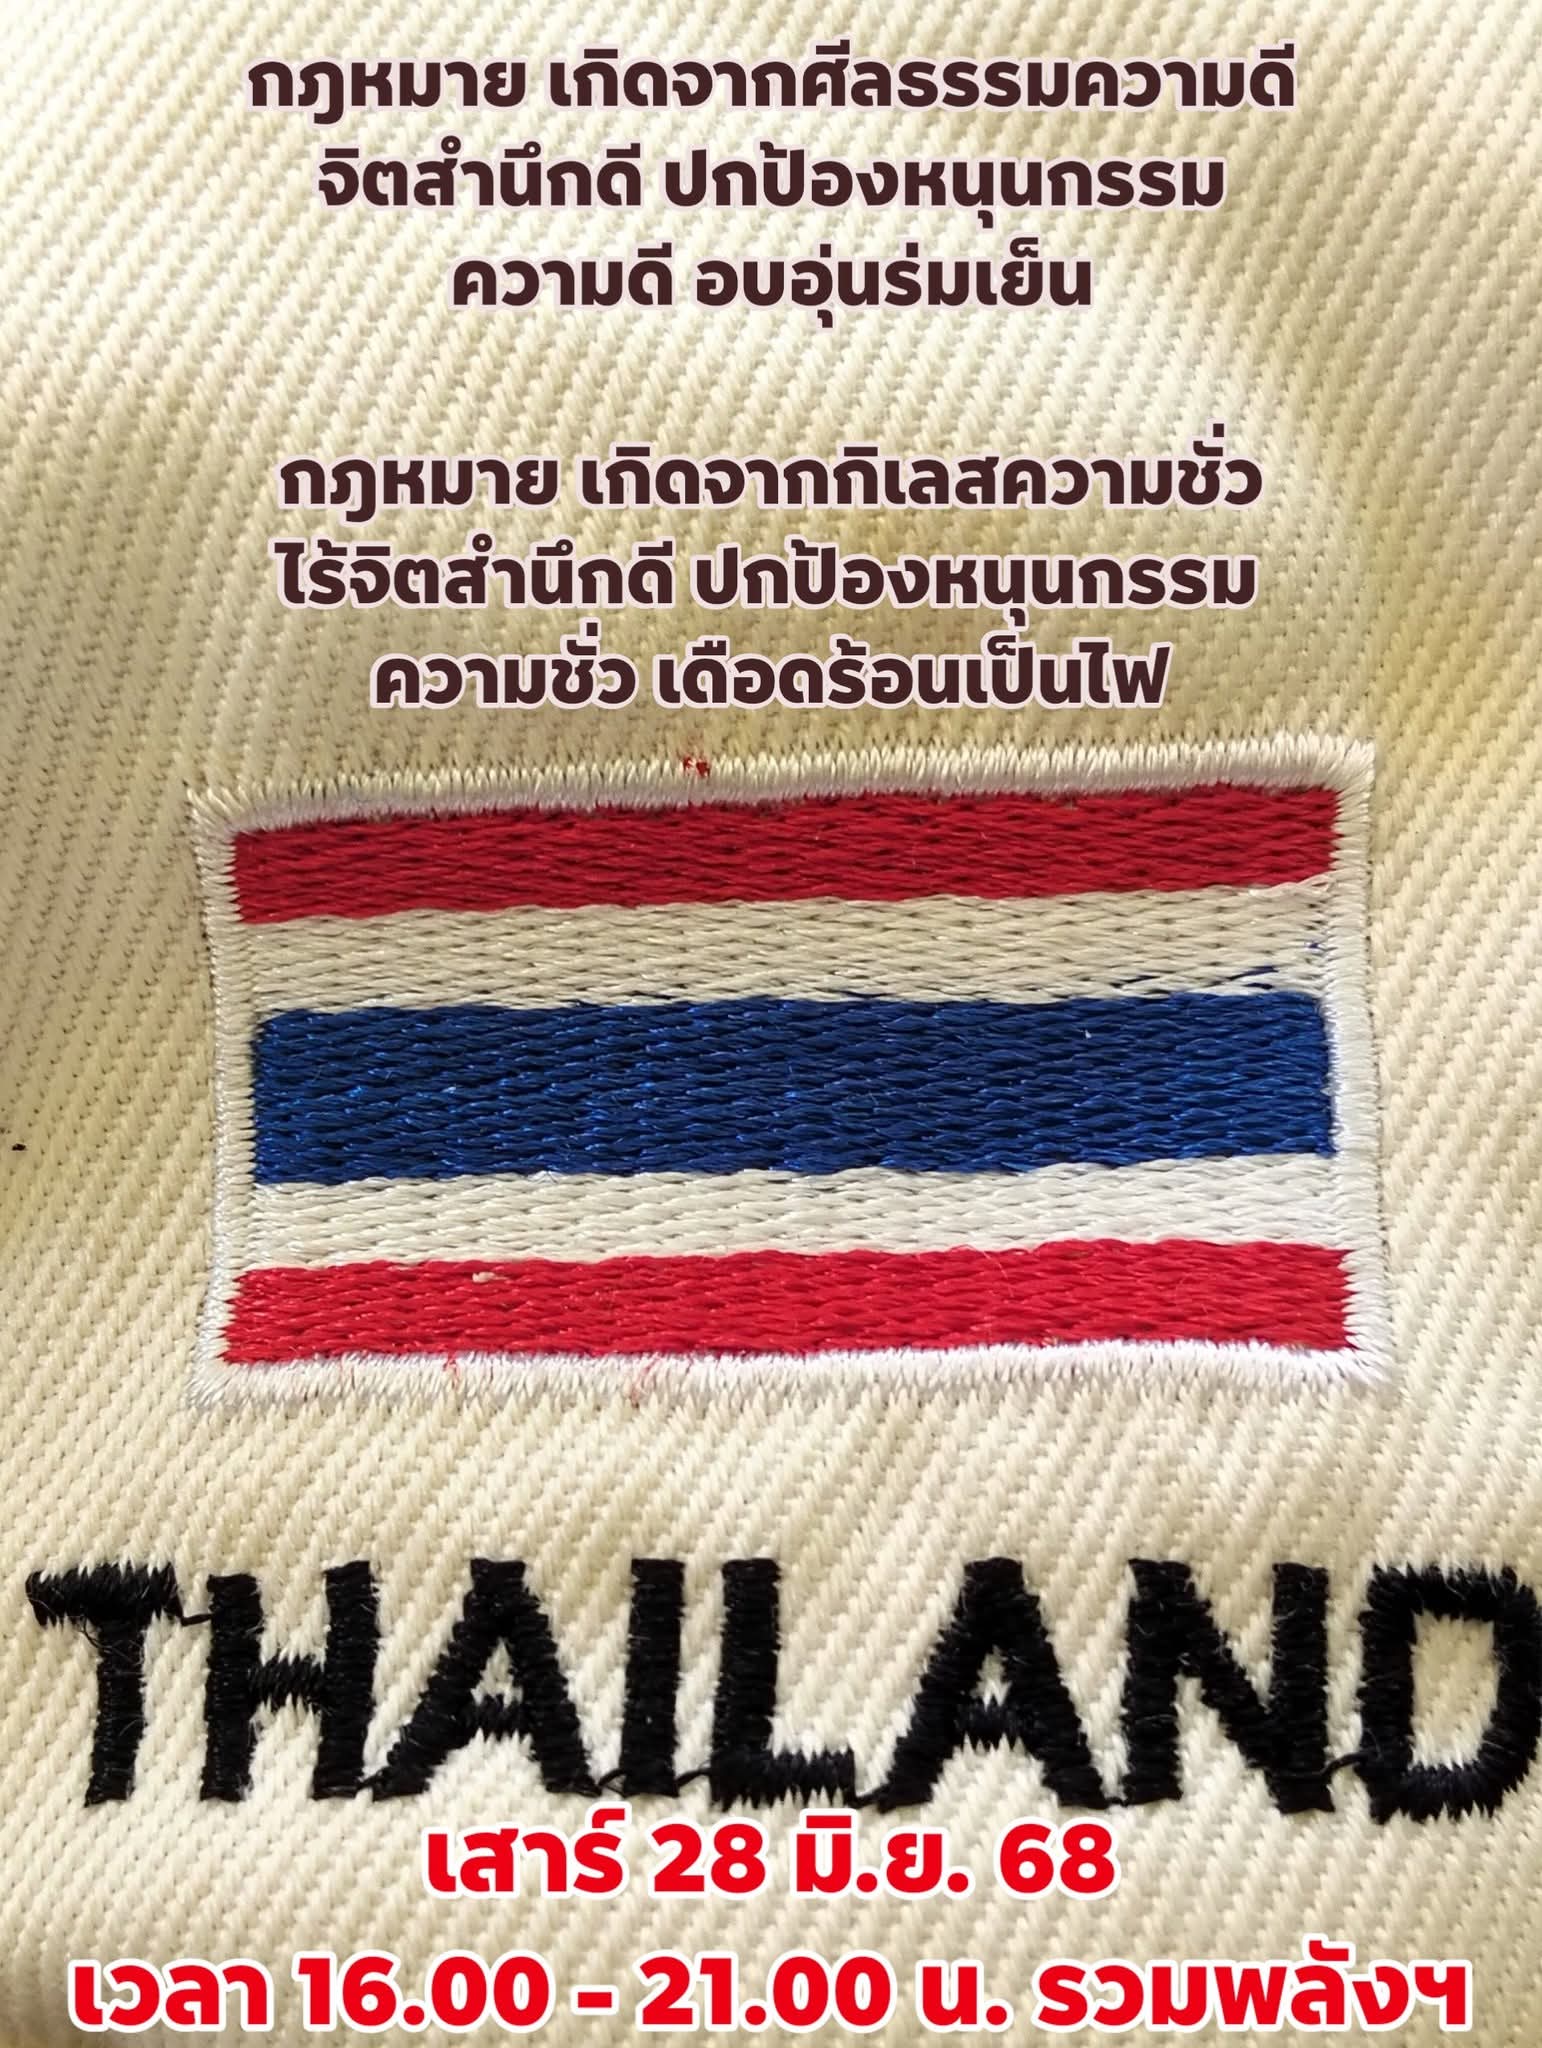 กฎหมาย เกิดจากศีลธรรมความดี
จิตสำนึกดี ปกป้องหนุนกรรม
ความดี อบอุ่นร่มเย็น
กฎหมาย เกิดจากกิเลสความชั่ว
ไร้จิตสำนึกดี ปกป้องหนุนกรรม
ความชั่ว เดือดร้อนเป็นไฟ
THAILAND
เสาร์ 28 มิ.ย. 68
เวลา 16.00 - 21.00 น. รวมพลังฯ